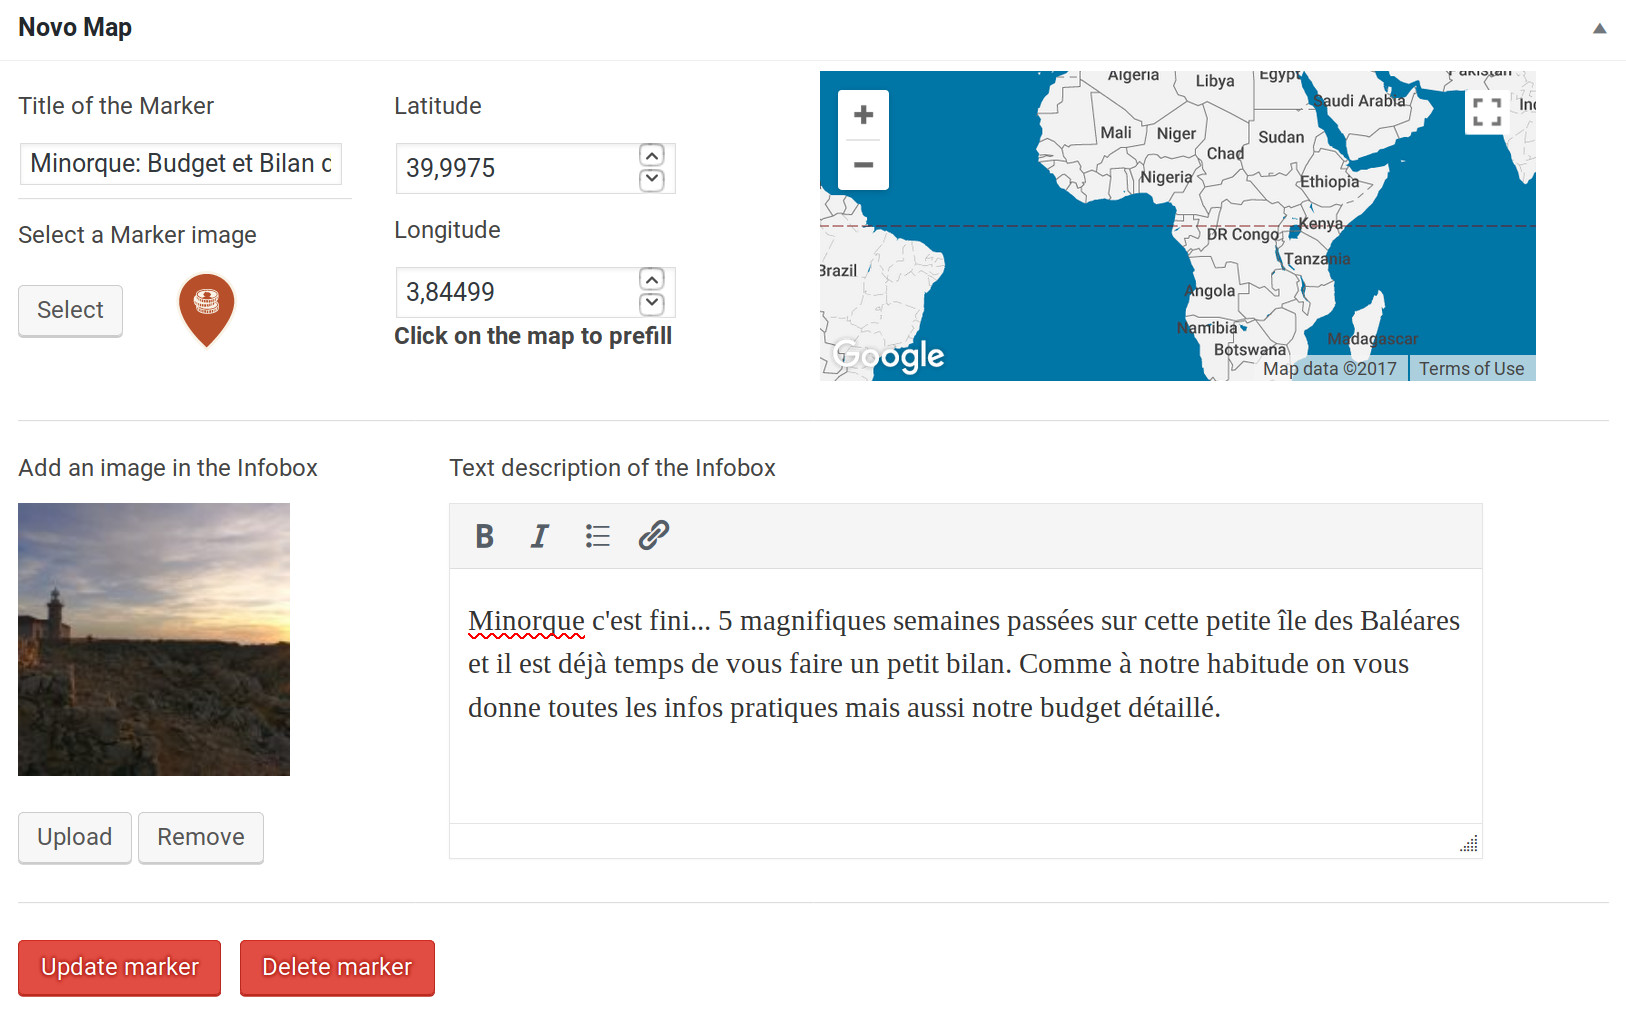 Novo Map
Title of the Marker
Minorque: Budget et Bilan
Select a Marker image
Select
Latitude
39,9975
Longitude
3,84499
Click on the map to prefill
Algeria
Libya
Egypt
Pakistan
Saudi Arabia
Mali
Niger
Sudan
Chad
Nigeria
Ethiopia
Kenya
DR Congo
Tanzania
Brazil
Angola
Namibia
Madagascar
Botswana
Google
Map data ©2017
Terms of Use
Add an image in the Infobox
Upload
Remove
Text description of the Infobox
B I
Minorque c'est fini... 5 magnifiques semaines passées sur cette petite île des Baléares
et il est déjà temps de vous faire un petit bilan. Comme à notre habitude on vous
donne toutes les infos pratiques mais aussi notre budget détaillé.
Update marker
Delete marker